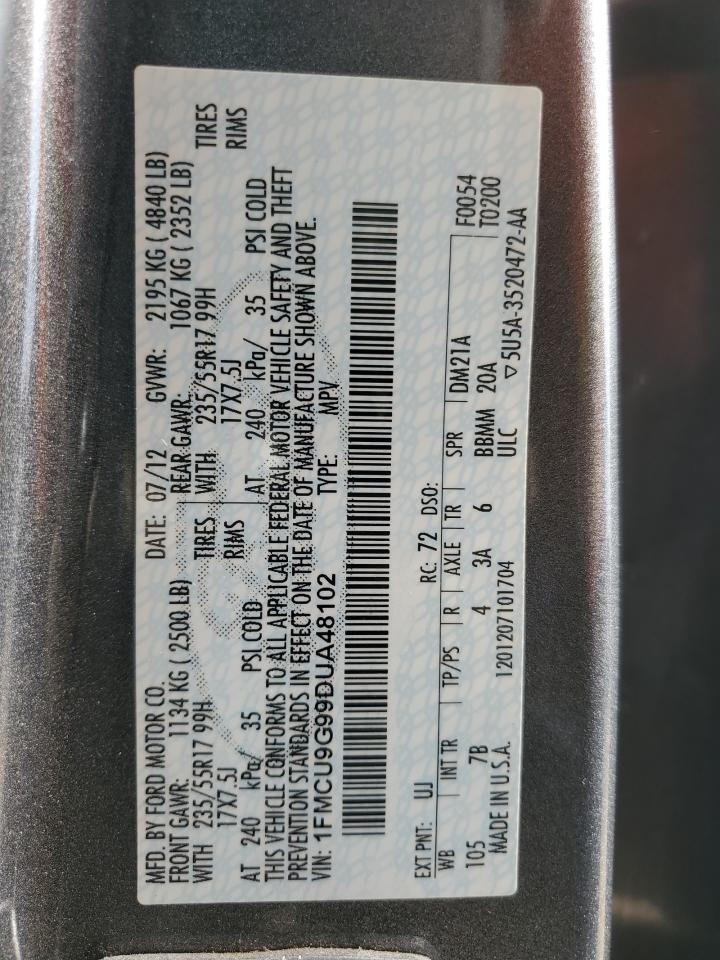 MFD. BY FORD MOTOR CO. DATE: 07/12 GVWR: 2195 KG ( 4840 LB)
FRONT GAWR: 1134 KG ( 2500 LB) REAR GAWR: 1067 KG ( 2352 LB)
WITH 235/55R17 99H TIRES WITH 235/55R17 99H TIRES
17X7.5J RIMS 17X7.5J RIMS
AT 240 kPa/ 35 PSI COLD AT 240 kPa/ 35 PSI COLD
THIS VEHICLE CONFORMS TO ALL APPLICABLE FEDERAL MOTOR VEHICLE SAFETY AND THEFT
PREVENTION STANDARDS IN EFFECT ON THE DATE OF MANUFACTURE SHOWN ABOVE.
VIN: 1FMCU9G99DUA48102 TYPE: MPV
EXT PNT: UJ RC: 72 DSO: F0054
WB INT TR TP/PS R AXLE TR SPR DM21A T0200
105 7B 4 3A 6 BBMM 20A
MADE IN U.S.A. 1201207101704 ULC ▽5U5A-3520472-AA